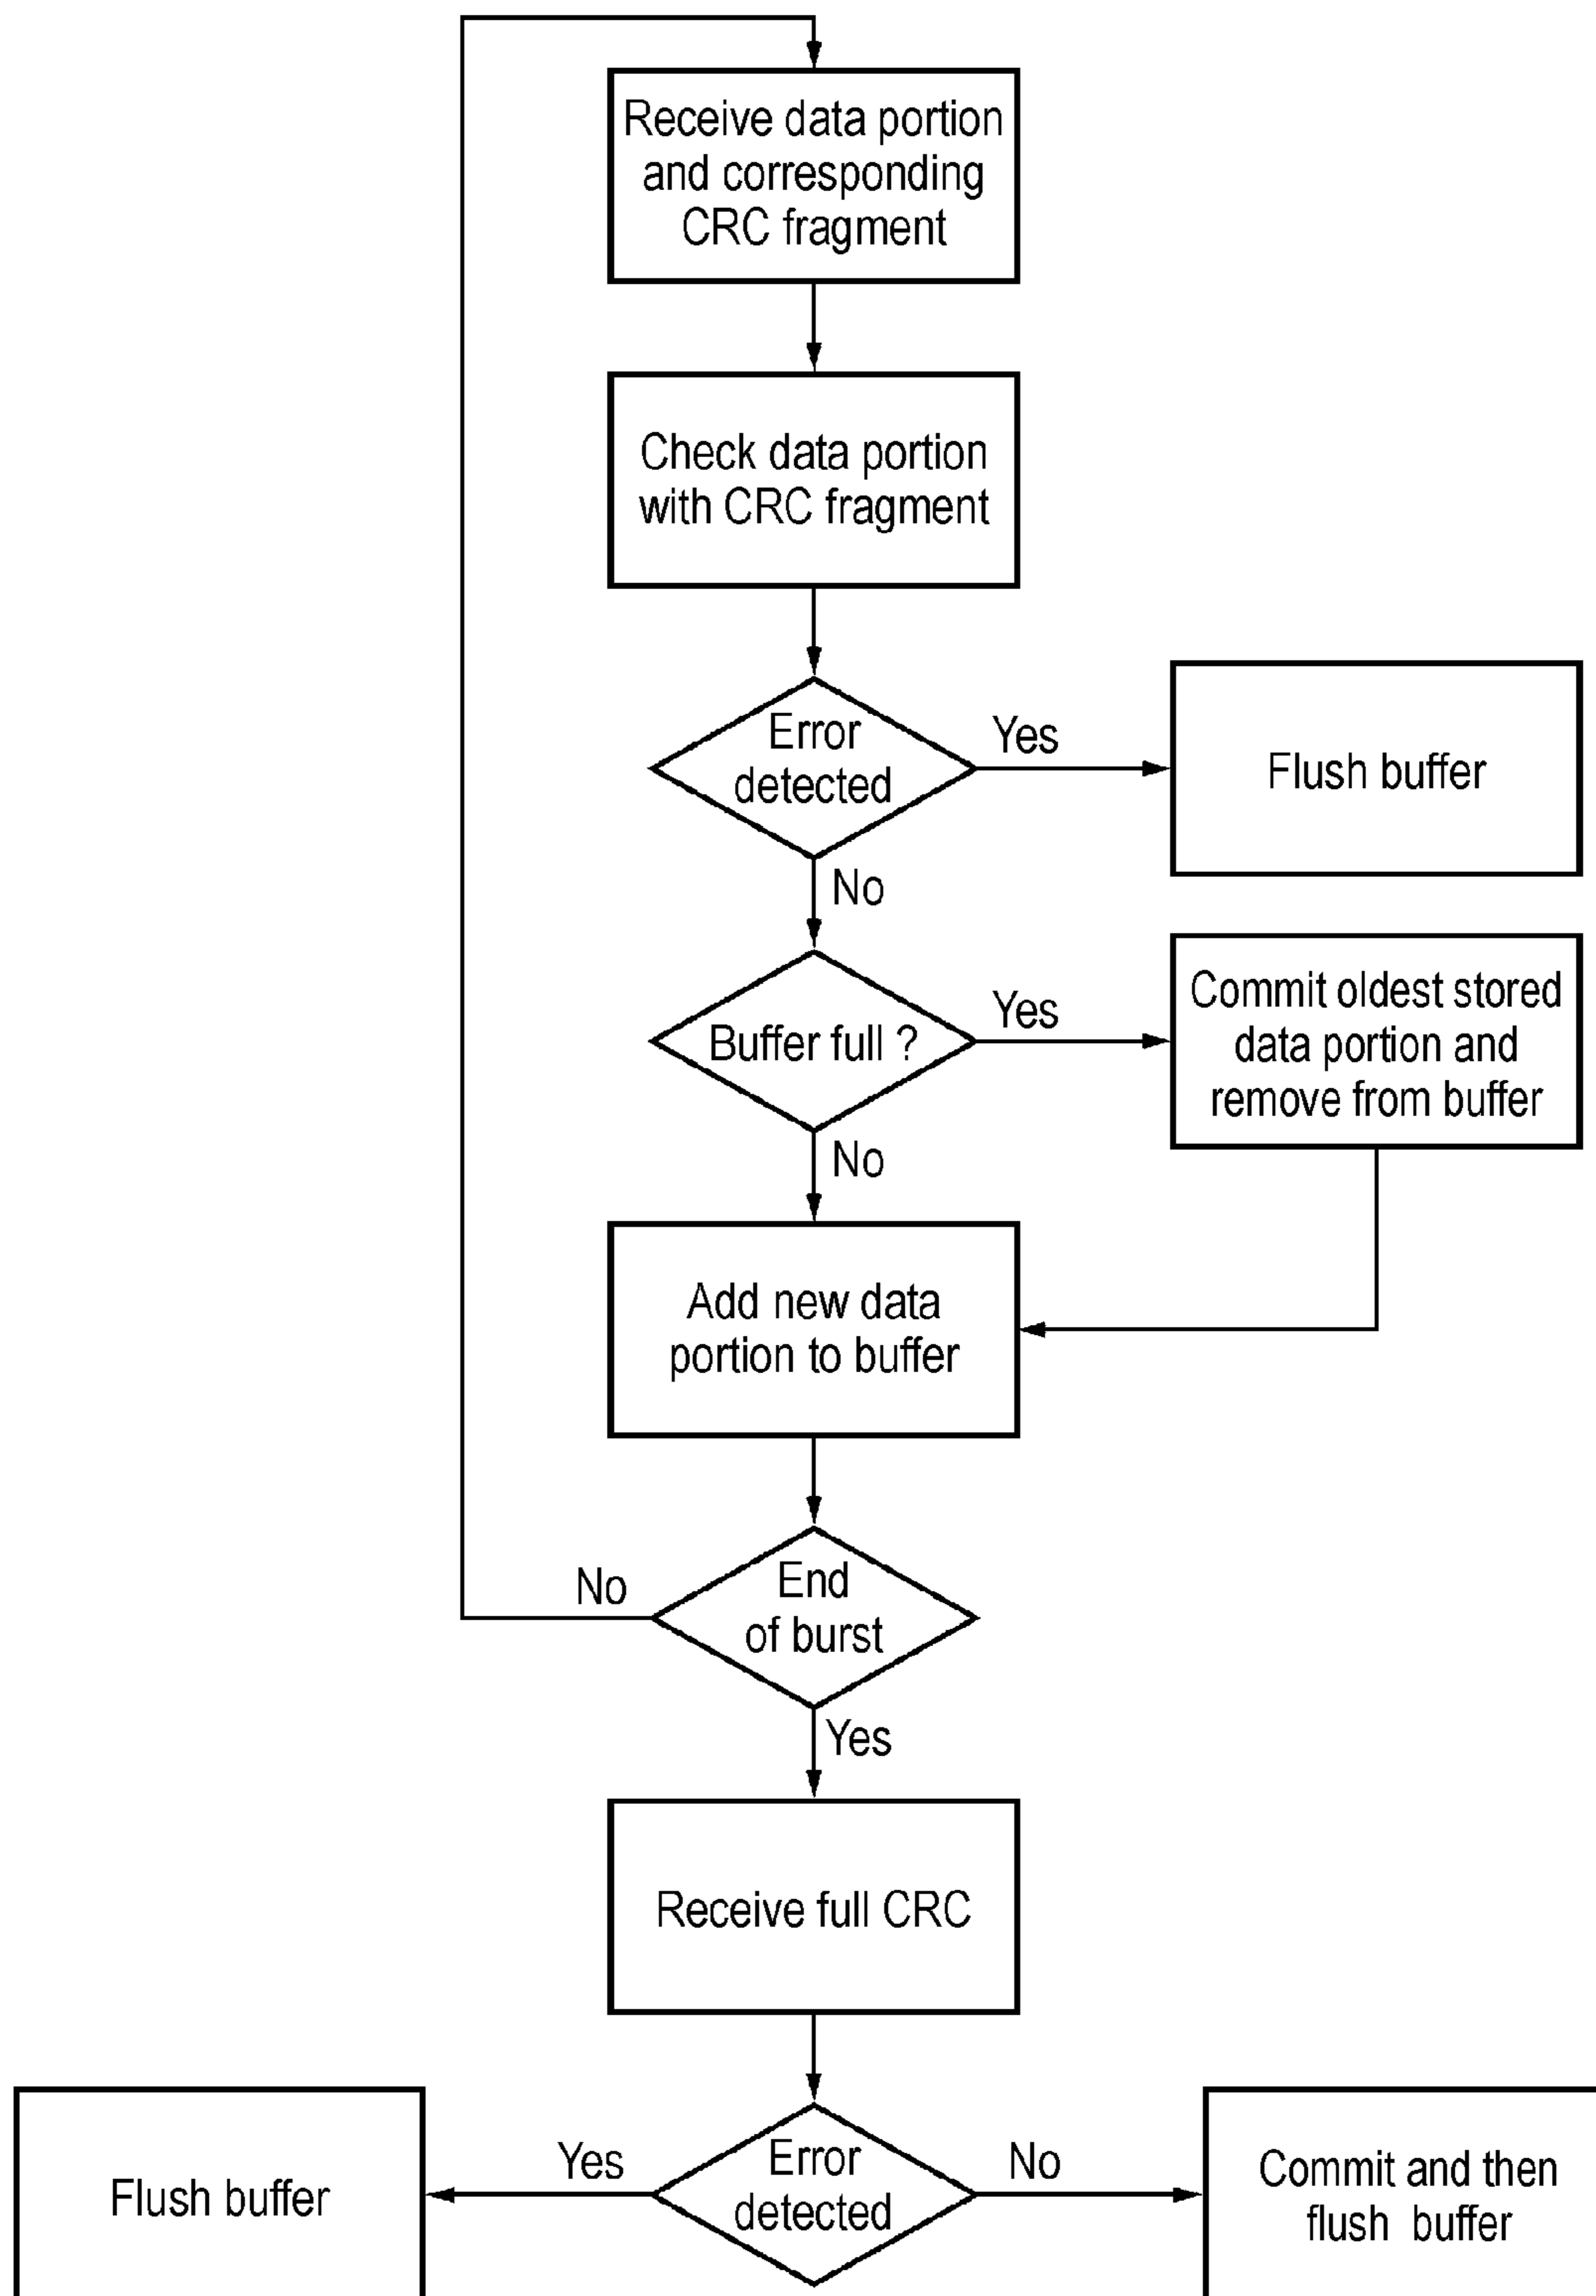 Receive data portion
and corresponding
CRC fragment
Check data portion
with CRC fragment
Error
detected
Yes
Flush buffer
No
Buffer full ?
Yes
Commit oldest stored
data portion and
remove from buffer
No
Add new data
portion to buffer
End
of burst
No
Yes
Receive full CRC
Error
detected
Yes
Flush buffer
No
Commit and then
flush buffer